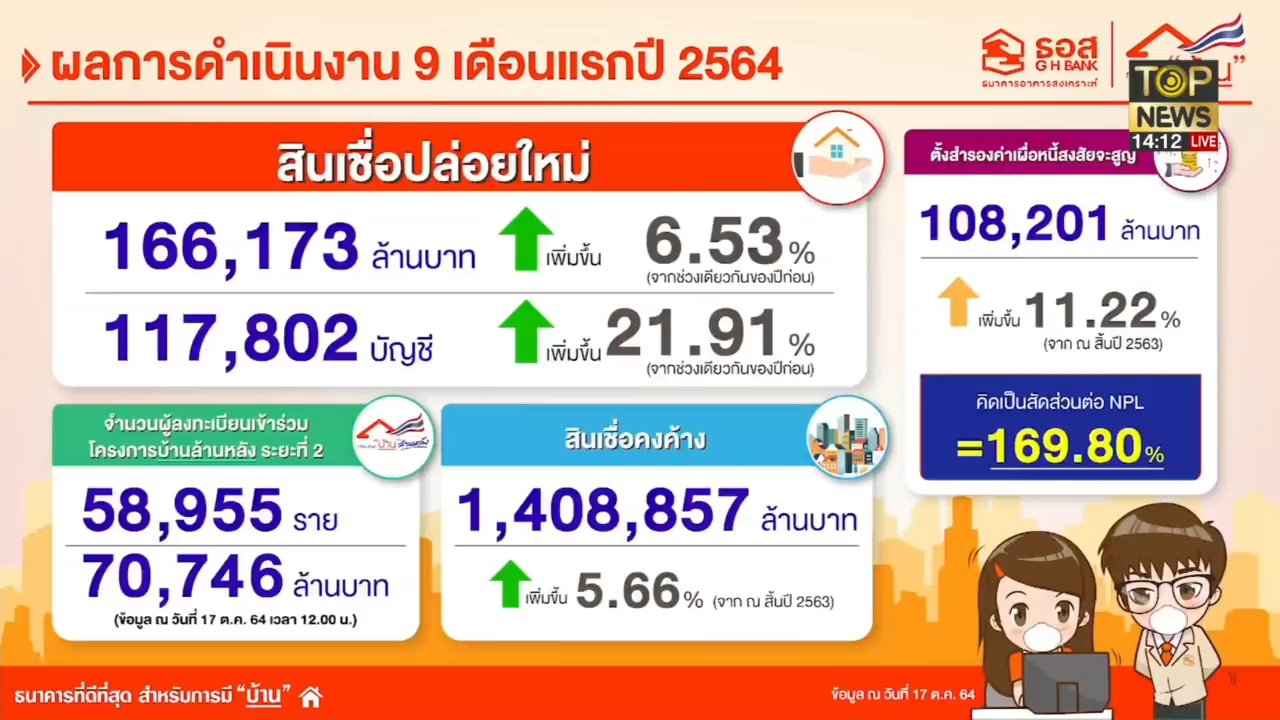 ผลการดำเนินงาน 9 เดือนแรกปี 2564
ธอส
G H BANK
ธนาคารอาคารสงเคราะห์
TOP
NEWS
14:12 LIVE
สินเชื่อปล่อยใหม่
166,173 ล้านบาท เพิ่มขึ้น 6.53 %
(จากช่วงเดียวกันของปีก่อน)
117,802 บัญชี เพิ่มขึ้น 21.91 %
(จากช่วงเดียวกันของปีก่อน)
ตั้งสำรองค่าเผื่อหนี้สงสัยจะสูญ
108,201 ล้านบาท
เพิ่มขึ้น 11.22 %
(จาก ณ สิ้นปี 2563)
คิดเป็นสัดส่วนต่อ NPL
=169.80 %
จำนวนผู้ลงทะเบียนเข้าร่วม
โครงการบ้านล้านหลัง ระยะที่ 2
"บ้านล้านหลัง"
58,955 ราย
70,746 ล้านบาท
(ข้อมูล ณ วันที่ 17 ต.ค. 64 เวลา 12.00 น.)
สินเชื่อคงค้าง
1,408,857 ล้านบาท
เพิ่มขึ้น 5.66 % (จาก ณ สิ้นปี 2563)
ธนาคารที่ดีที่สุด สำหรับการมี "บ้าน"
ข้อมูล ณ วันที่ 17 ต.ค. 64